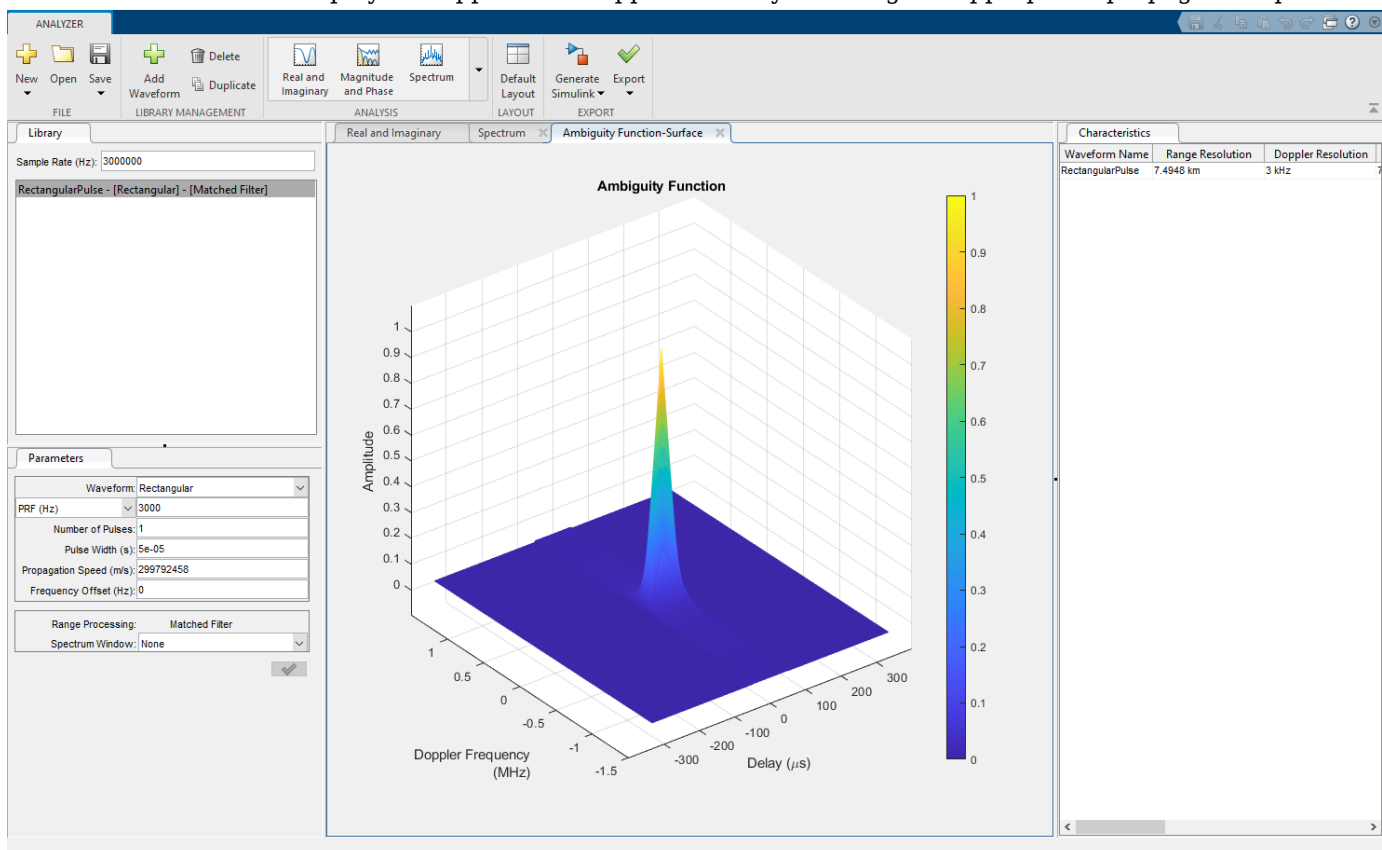 ANALYZER
New
Open
Save
Add
Waveform
Delete
Duplicate
Real and
Imaginary
Magnitude
and Phase
Spectrum
Default
Layout
Generate
Simulink
Export
FILE
LIBRARY MANAGEMENT
ANALYSIS
LAYOUT
EXPORT
Library
Sample Rate (Hz): 3000000
RectangularPulse - [Rectangular] - [Matched Filter]
Parameters
Waveform: Rectangular
PRF (Hz) 3000
Number of Pulses: 1
Pulse Width (s): 5e-05
Propagation Speed (m/s): 299792458
Frequency Offset (Hz): 0
Range Processing: Matched Filter
Spectrum Window: None
Real and Imaginary
Spectrum
Ambiguity Function-Surface
Ambiguity Function
Amplitude
1
0.9
0.8
0.7
0.6
0.5
0.4
0.3
0.2
0.1
0
1
0.5
0
-0.5
-1
-1.5
Doppler Frequency
(MHz)
-300
-200
-100
0
100
200
300
Delay (μs)
1
0.9
0.8
0.7
0.6
0.5
0.4
0.3
0.2
0.1
0
Characteristics
Waveform Name Range Resolution Doppler Resolution
RectangularPulse 7.4948 km 3 kHz 7